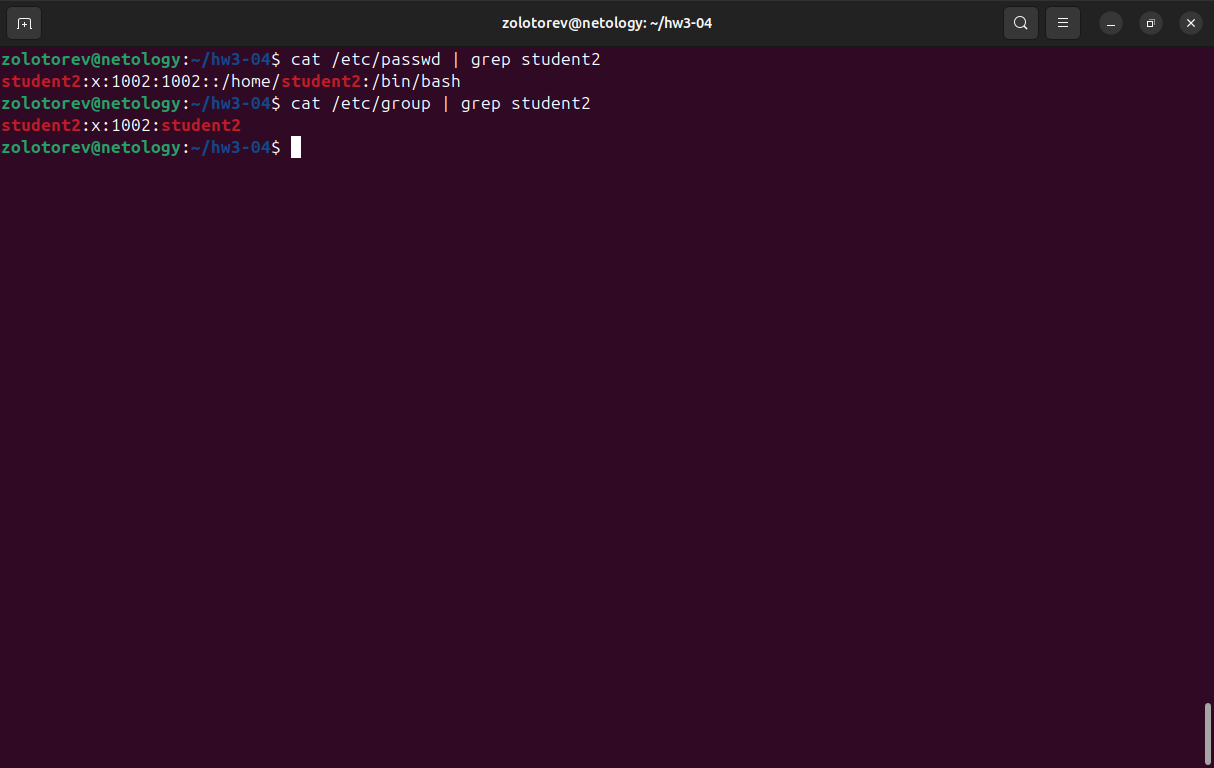 zolotorev@netology: ~/hw3-04
zolotorev@netology:~/hw3-04$ cat /etc/passwd | grep student2
student2:x:1002:1002::/home/student2:/bin/bash
zolotorev@netology:~/hw3-04$ cat /etc/group | grep student2
student2:x:1002:student2
zolotorev@netology:~/hw3-04$